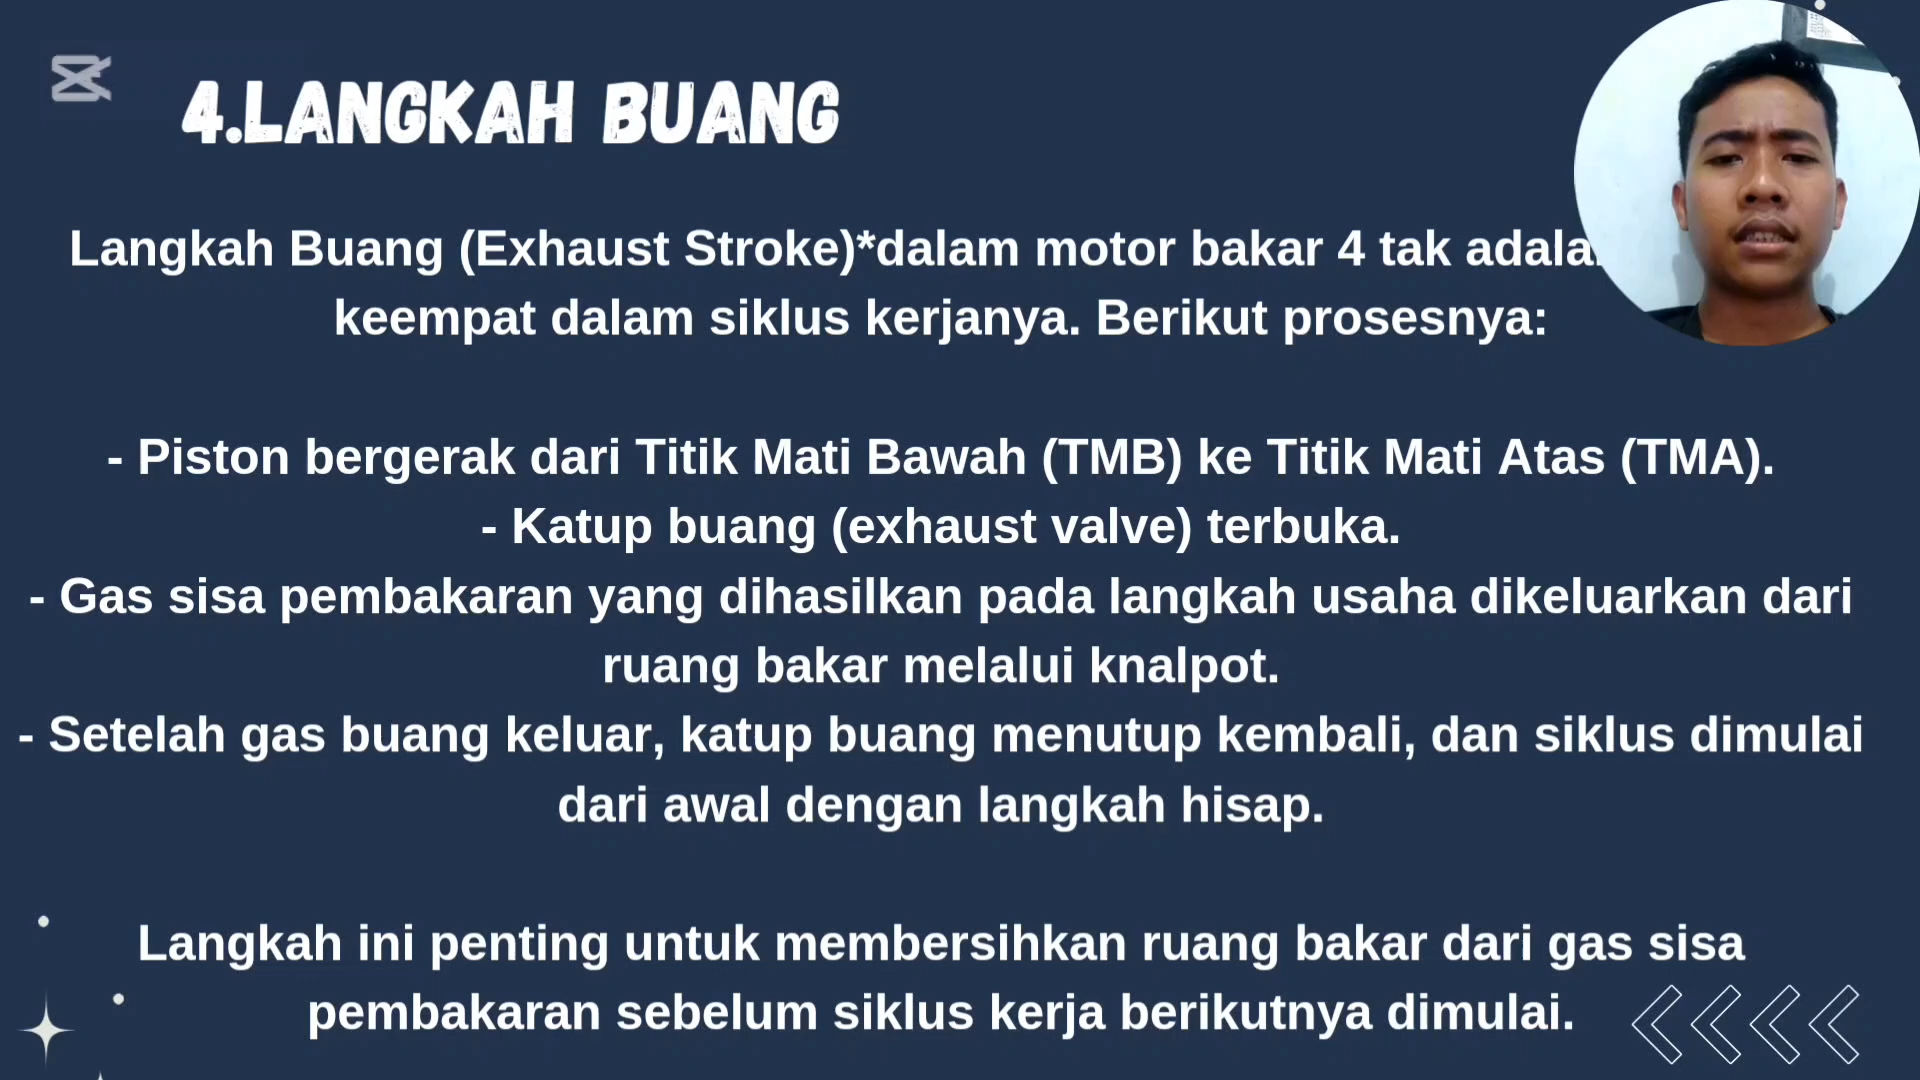 4.LANGKAH BUANG
Langkah Buang (Exhaust Stroke)*dalam motor bakar 4 tak
keempat dalam siklus kerjanya. Berikut prosesnya:
- Piston bergerak dari Titik Mati Bawah (TMB) ke Titik Mati Atas (TMA).
- Katup buang (exhaust valve) terbuka.
- Gas sisa pembakaran yang dihasilkan pada langkah usaha dikeluarkan dari
ruang bakar melalui knalpot.
- Setelah gas buang keluar, katup buang menutup kembali, dan siklus dimulai
dari awal dengan langkah hisap.
Langkah ini penting untuk membersihkan ruang bakar dari gas sisa
pembakaran sebelum siklus kerja berikutnya dimulai.